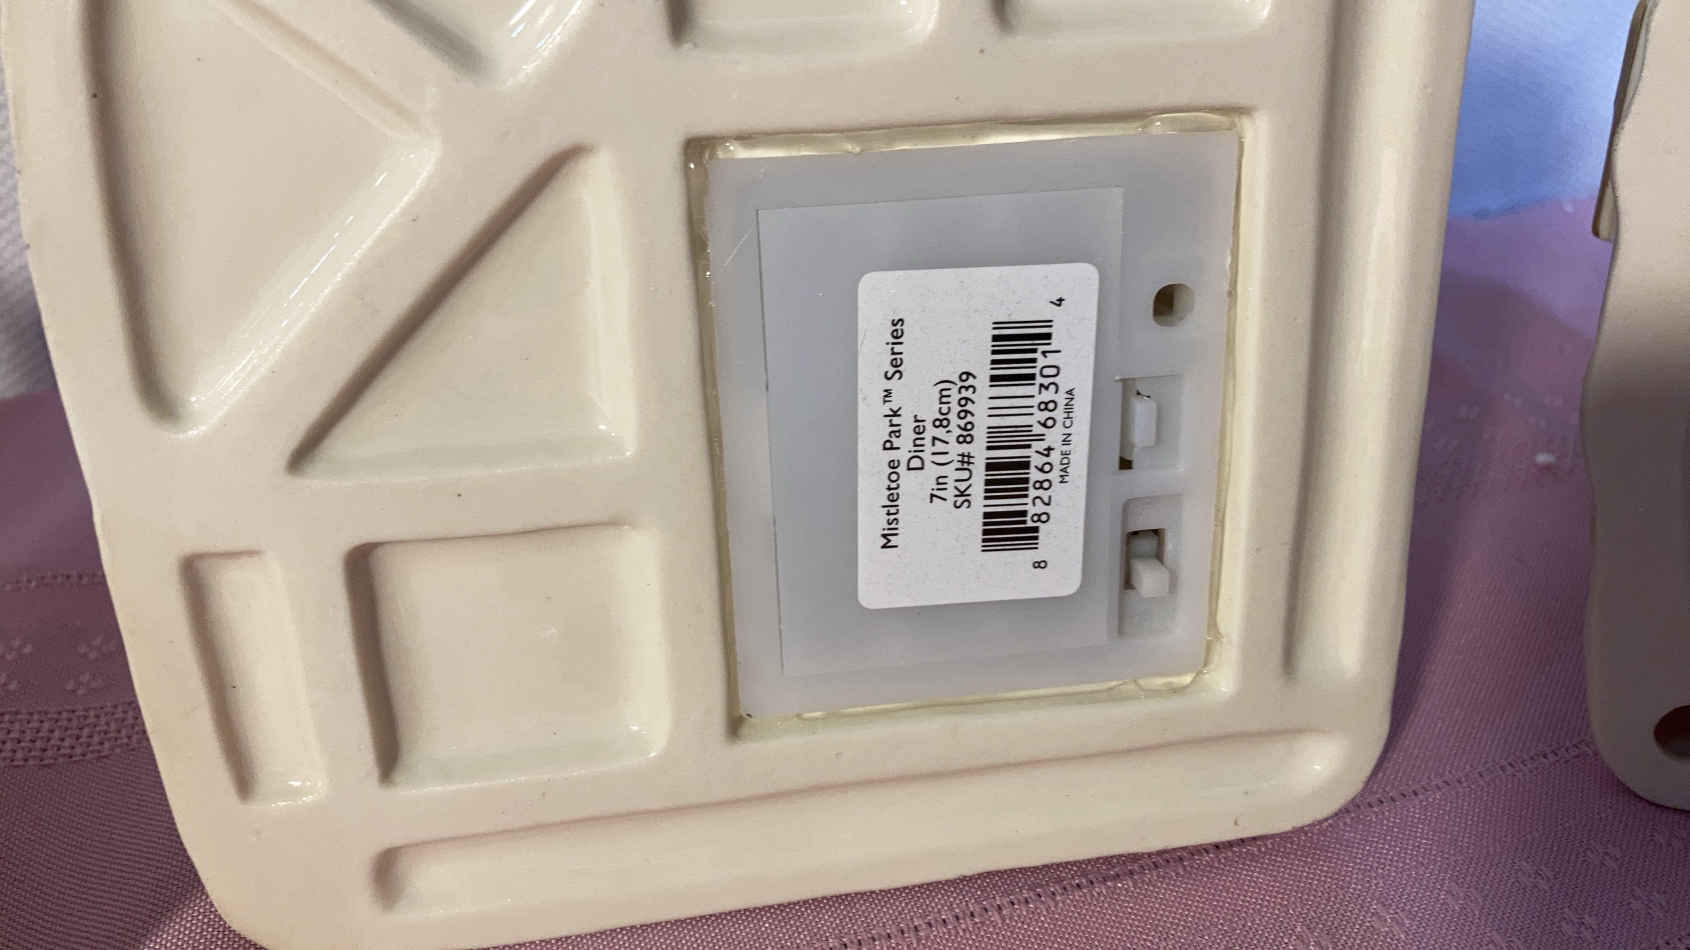 Mistletoe Park™ Series
Diner
7in (17,8cm)
SKU# 869939
8 82864 68301 4
MADE IN CHINA